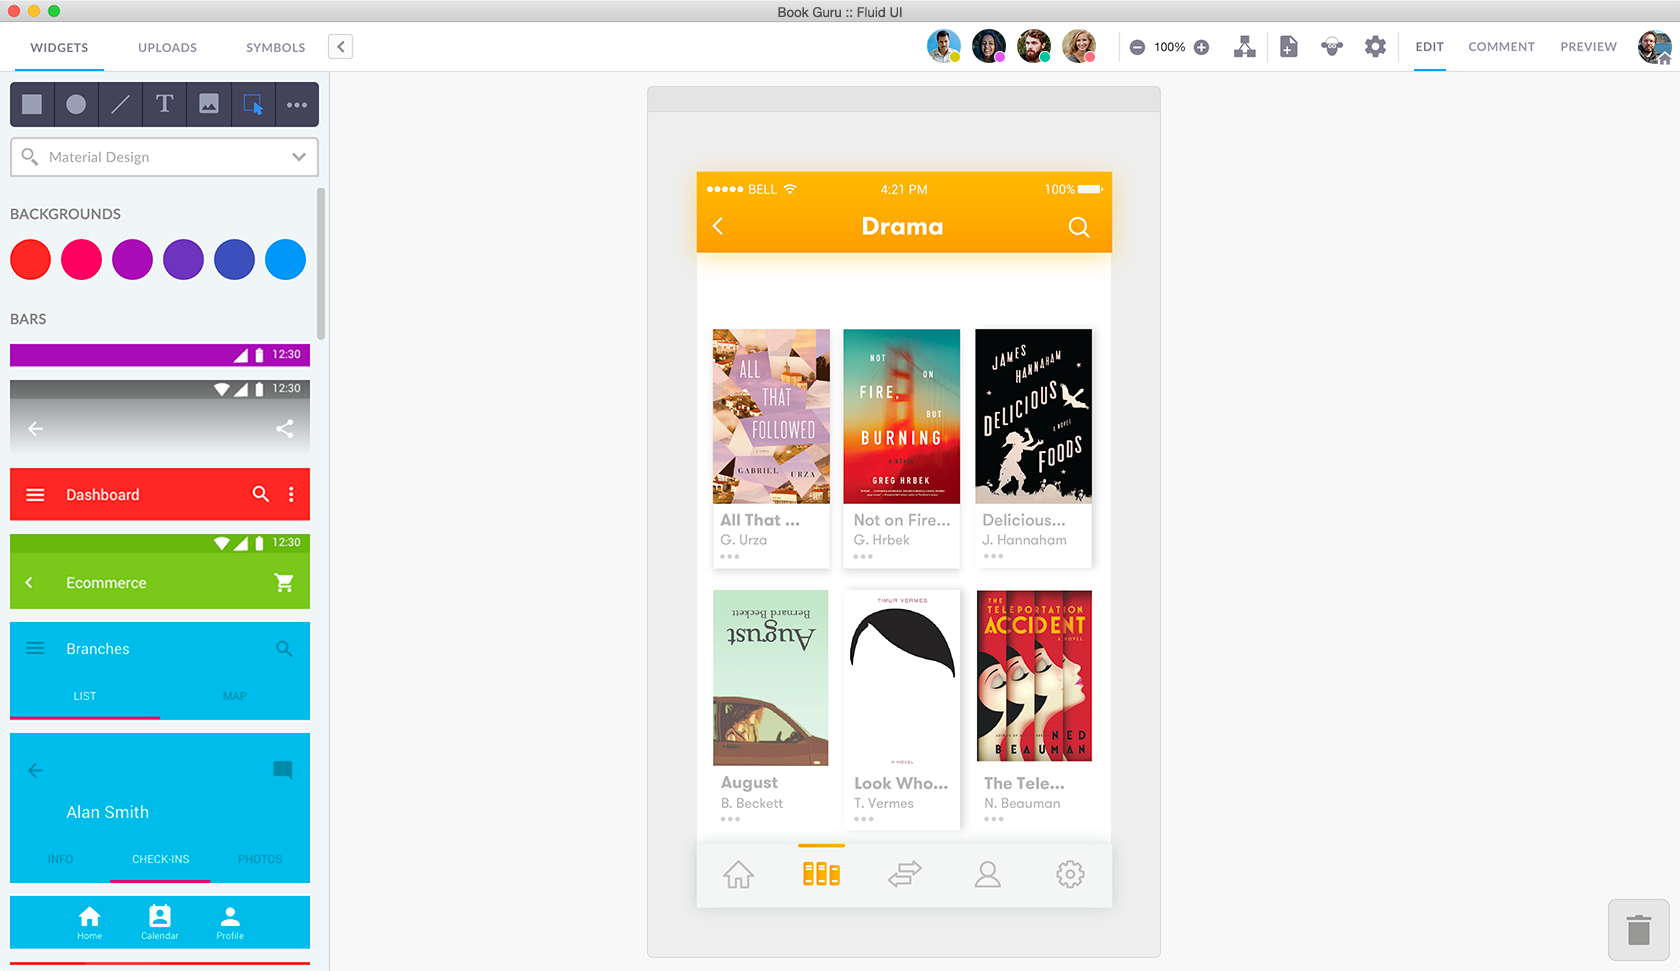 Book Guru :: Fluid UI
WIDGETS
UPLOADS
SYMBOLS
100%
EDIT
COMMENT
PREVIEW
T
Material Design
BACKGROUNDS
BARS
12:30
12:30
Dashboard
12:30
Ecommerce
Branches
LIST
MAP
Alan Smith
INFO
CHECK-INS
PHOTOS
Home
Calendar
Profile
BELL
4:21 PM
100%
Drama
ALL
THAT
FOLLOWED
GABRIEL URZA
All That ...
G. Urza
NOT
ON
FIRE,
BUT
BURNING
A NOVEL
GREG HRBEK
Not on Fire...
G. Hrbek
JAMES
HANNAHAM
DELICIOUS
A NOVEL
FOODS
Delicious...
J. Hannaham
Bernard Beckett
August
August
B. Beckett
TIMUR VERMES
A NOVEL
Look Who...
T. Vermes
THE
TELEPORTATION
ACCIDENT
A NOVEL
NED
BEAUMAN
The Tele...
N. Beauman